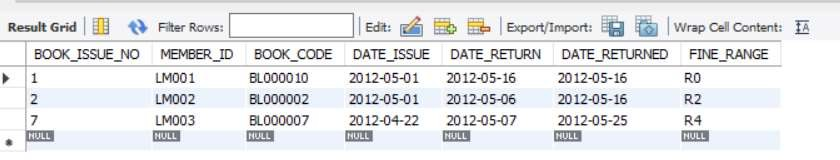 Result Grid Filter Rows: Edit: Export/Import: Wrap Cell Content: IA
BOOK_ISSUE_NO MEMBER_ID BOOK_CODE DATE_ISSUE DATE_RETURN DATE_RETURNED FINE_RANGE
1 LM001 BL000010 2012-05-01 2012-05-16 2012-05-16 R0
2 LM002 BL000002 2012-05-01 2012-05-06 2012-05-16 R2
7 LM003 BL000007 2012-04-22 2012-05-07 2012-05-25 R4
NULL NULL NULL NULL NULL NULL NULL